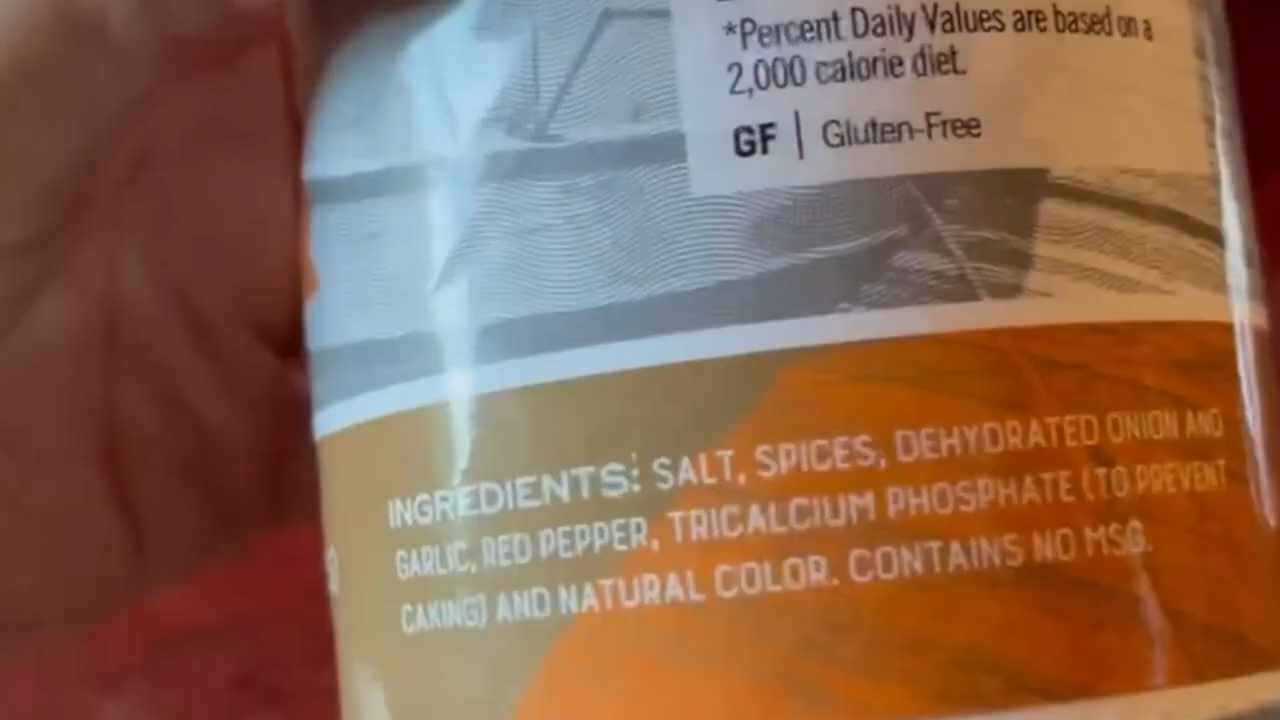 *Percent Daily Values are based on a
2,000 calorie diet.
GF | Gluten-Free
INGREDIENTS: SALT, SPICES, DEHYDRATED ONION AND
GARLIC, RED PEPPER, TRICALCIUM PHOSPHATE (TO PREVENT
CAKING) AND NATURAL COLOR. CONTAINS NO MSG.